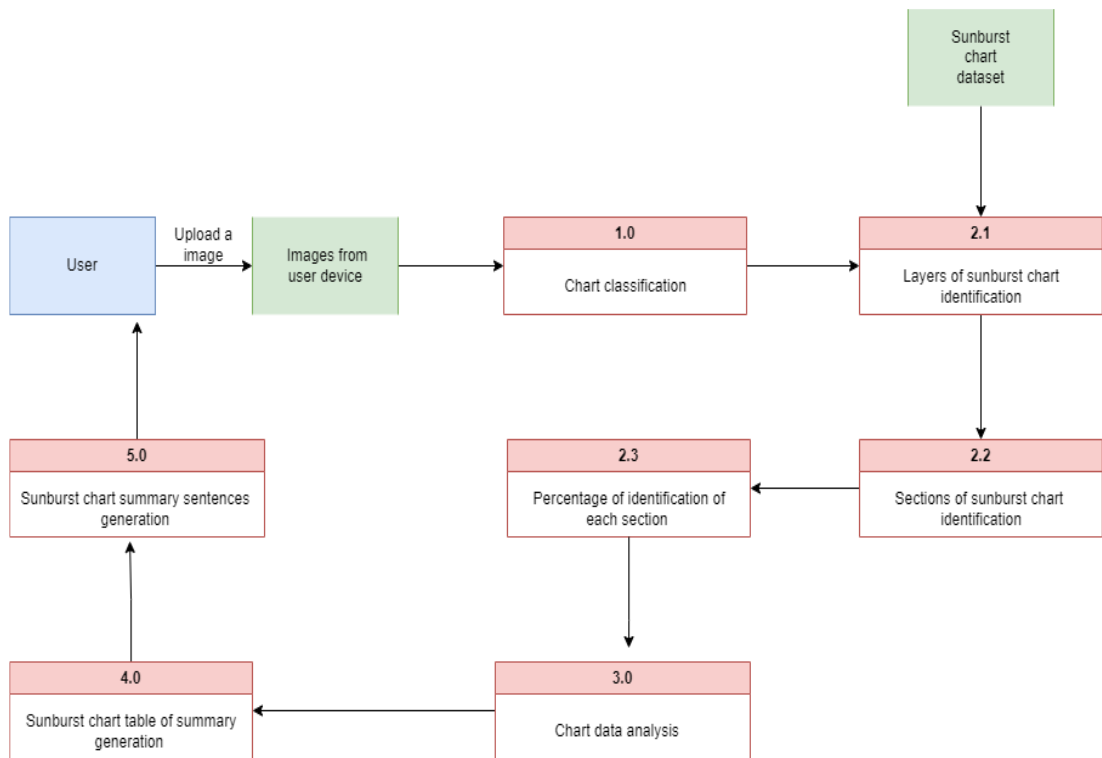 Sunburst
chart
dataset
User
Upload a
image
Images from
user device
1.0
Chart classification
2.1
Layers of sunburst chart
identification
5.0
Sunburst chart summary sentences
generation
2.3
Percentage of identification of
each section
2.2
Sections of sunburst chart
identification
4.0
Sunburst chart table of summary
generation
3.0
Chart data analysis